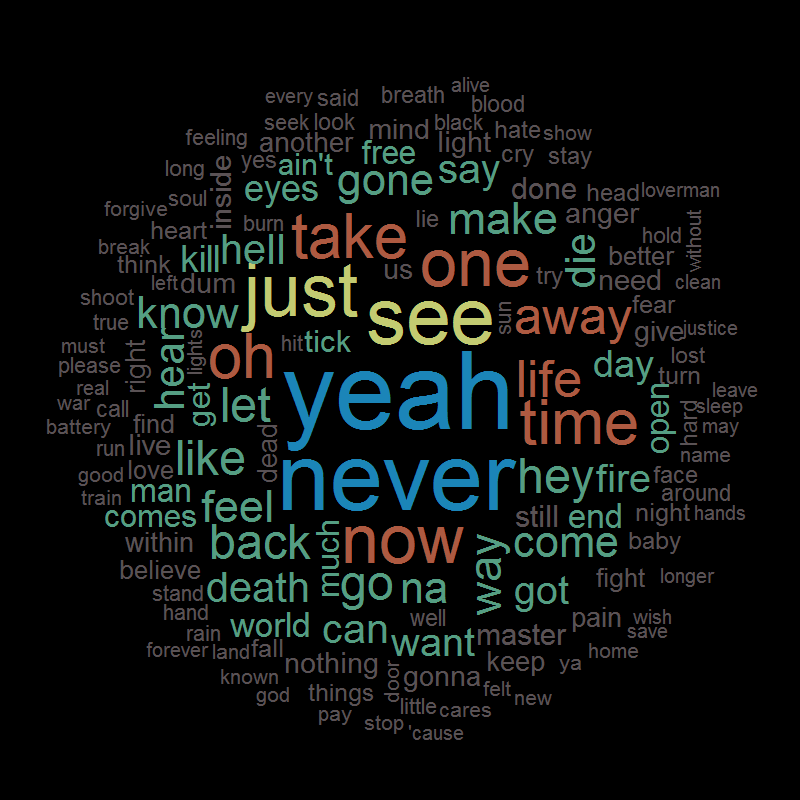 alive
every said breath blood
seek look mind black hate show
feeling another light cry stay
yes ain't free
long inside eyes gone say done head loverman
soul forgive burn lie make anger
heart take hold without
break kill hell one die better
think us try need clean
left dum just see
shoot know sun away fear
true oh hit tick give justice
must right hear lights day lost
please yeah life turn
real get let time open leave
war call hard sleep
battery find dead may
run live like never hey fire name
good love face
train man feel around
comes now still end night hands
within back much way come baby
believe death go na got fight longer
stand
hand well pain wish
rain world can want master save
forever land fall home
known nothing door gonna keep ya
god things felt new
pay little cares
stop 'cause